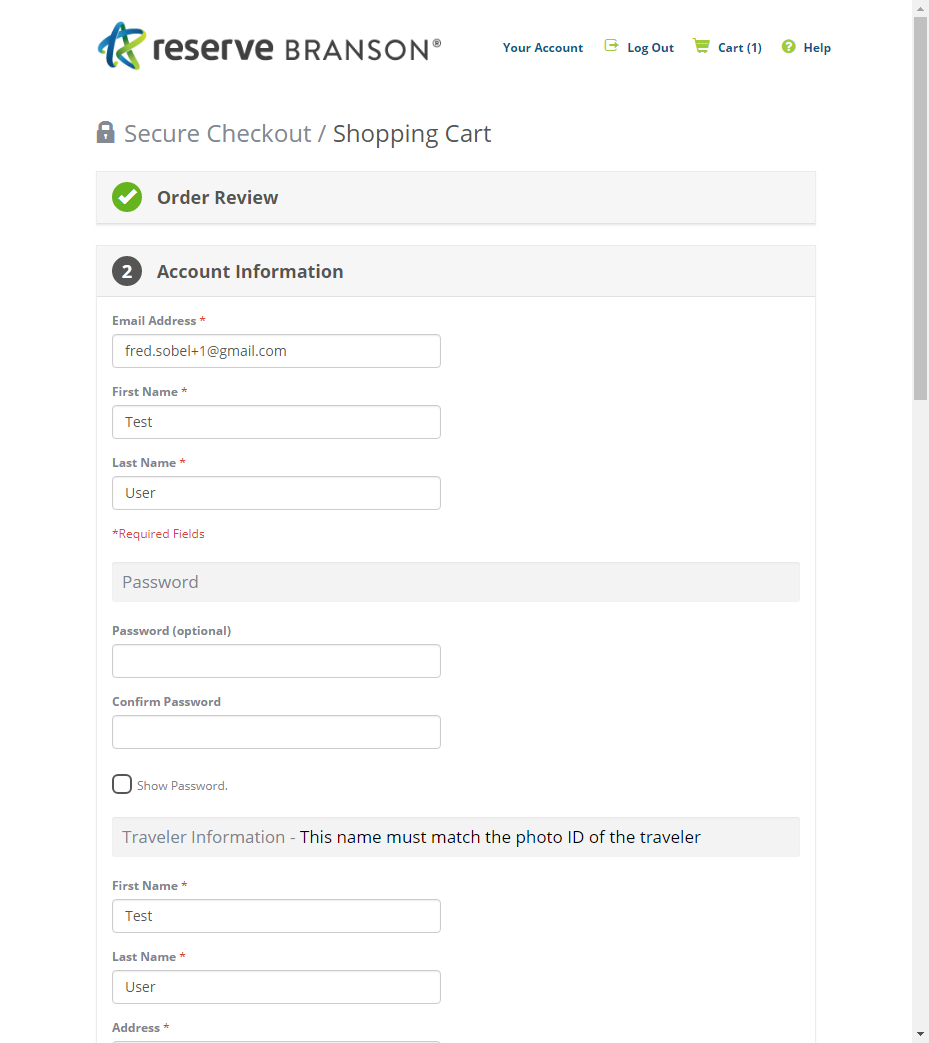 reserve BRANSON®
Your Account
Log Out
Cart (1)
Help
Secure Checkout / Shopping Cart
Order Review
2 Account Information
Email Address *
fred.sobel+1@gmail.com
First Name *
Test
Last Name *
User
*Required Fields
Password
Password (optional)
Confirm Password
Show Password.
Traveler Information - This name must match the photo ID of the traveler
First Name *
Test
Last Name *
User
Address *